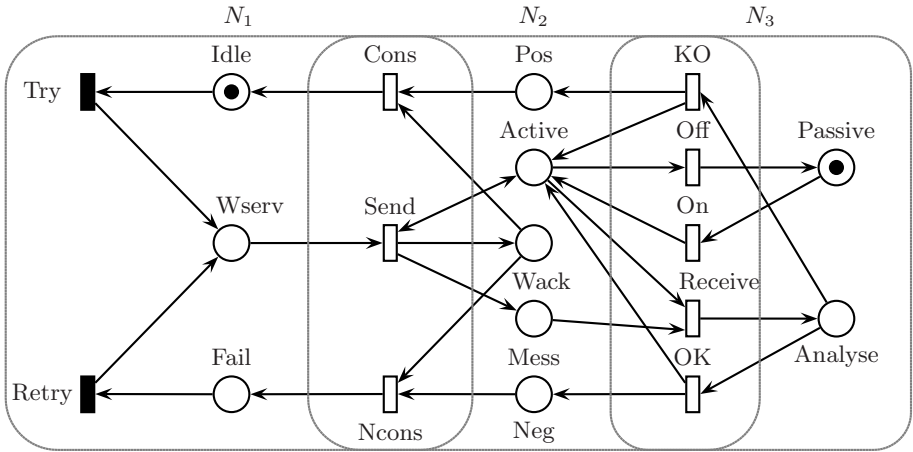 N1 N2 N3
Idle Cons Pos KO
Try
Active Off Passive
Wserv Send On
Wack Receive
Fail Mess OK Analyse
Retry
Ncons Neg